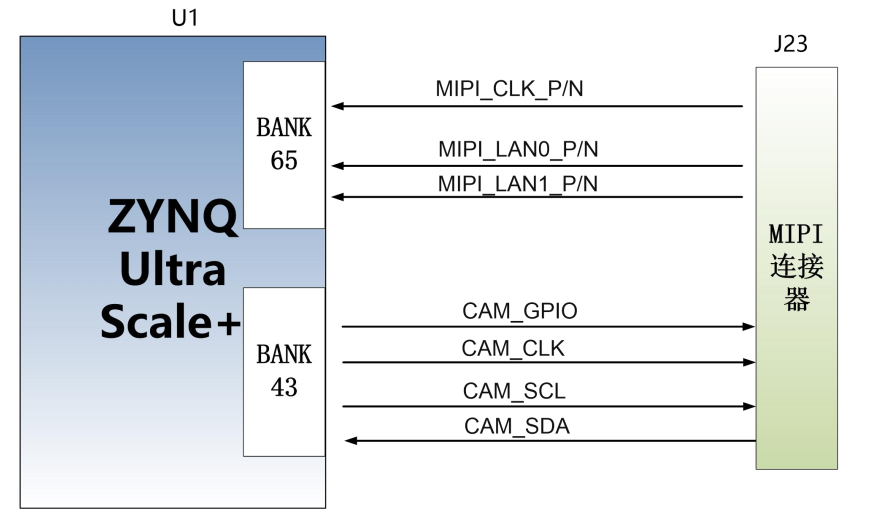 U1
J23
ZYNQ
Ultra
Scale+
BANK
65
BANK
43
MIPI_CLK_P/N
MIPI_LAN0_P/N
MIPI_LAN1_P/N
CAM_GPIO
CAM_CLK
CAM_SCL
CAM_SDA
MIPI
连接
器